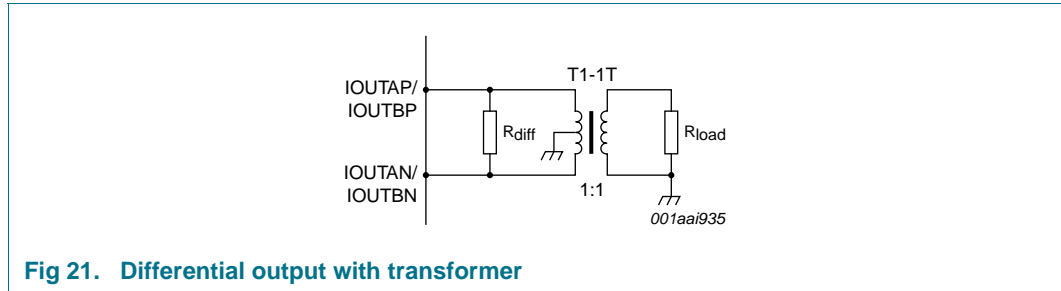 IOUTAP/
IOUTBP
T1-1T
Rdiff
Rload
IOUTAN/
IOUTBN
1:1
001aai935
Fig 21. Differential output with transformer